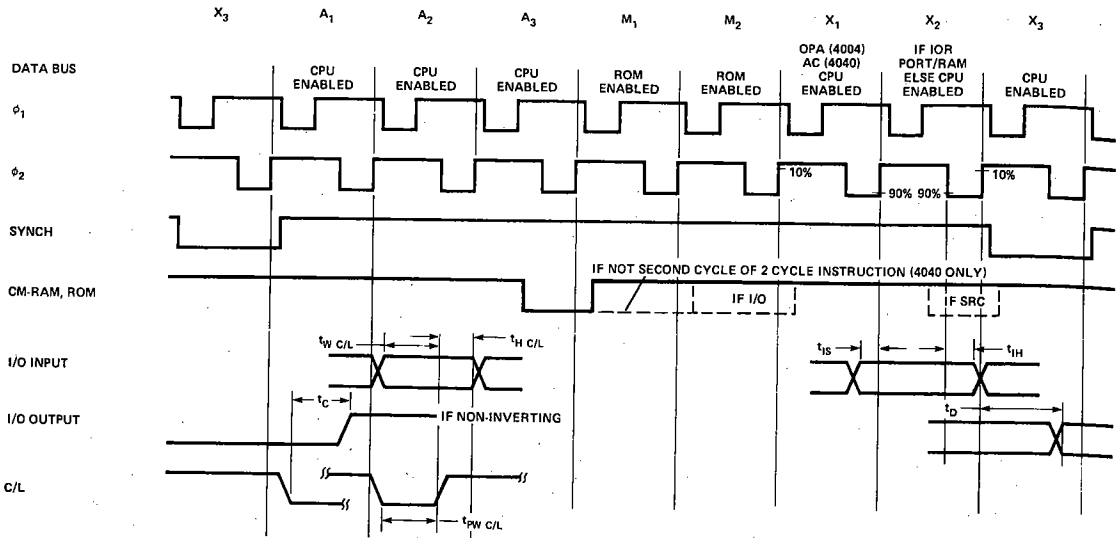 X3 A1 A2 A3 M1 M2 X1 X2 X3
DATA BUS
CPU ENABLED
CPU ENABLED
CPU ENABLED
ROM ENABLED
ROM ENABLED
OPA (4004) AC (4040) CPU ENABLED
IF IOR PORT/RAM ELSE CPU ENABLED
CPU ENABLED
φ1
φ2
10%
90% 90%
10%
SYNCH
IF NOT SECOND CYCLE OF 2 CYCLE INSTRUCTION (4040 ONLY)
CM-RAM, ROM
IF I/O
IF SRC
I/O INPUT
tW C/L
tH C/L
tIS
tIH
I/O OUTPUT
tC
IF NON-INVERTING
tD
C/L
tPW C/L